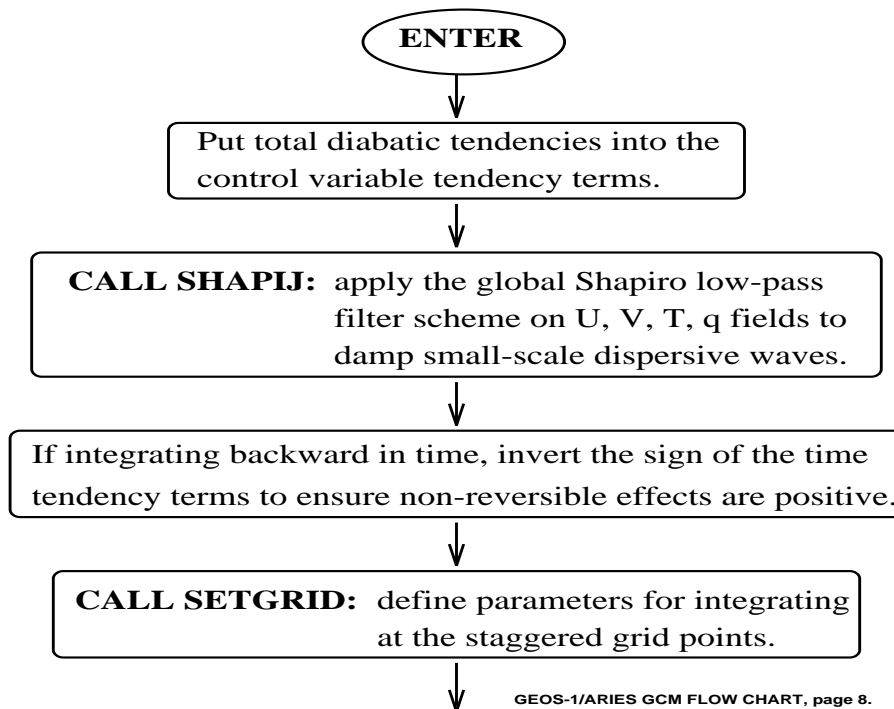 ENTER
Put total diabatic tendencies into the
control variable tendency terms.
CALL SHAPIJ: apply the global Shapiro low-pass
filter scheme on U, V, T, q fields to
damp small-scale dispersive waves.
If integrating backward in time, invert the sign of the time
tendency terms to ensure non-reversible effects are positive.
CALL SETGRID: define parameters for integrating
at the staggered grid points.
GEOS-1/ARIES GCM FLOW CHART, page 8.